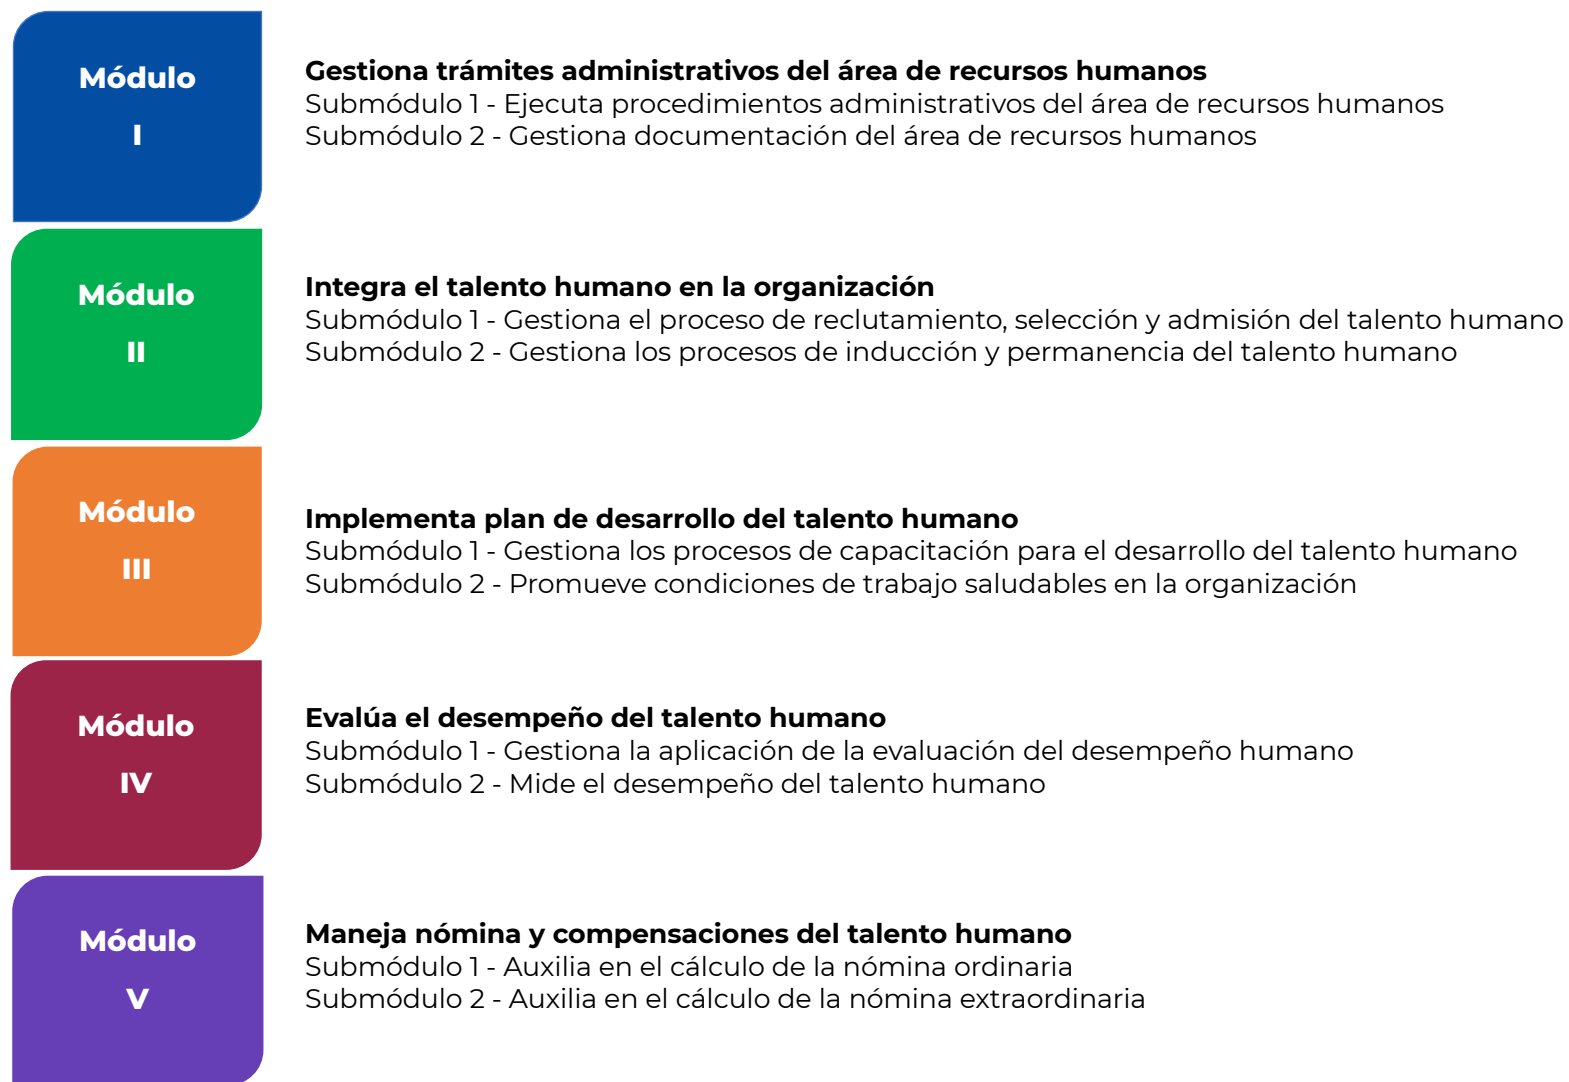 Módulo
I
Gestiona trámites administrativos del área de recursos humanos
Submódulo 1 - Ejecuta procedimientos administrativos del área de recursos humanos
Submódulo 2 - Gestiona documentación del área de recursos humanos
Módulo
II
Integra el talento humano en la organización
Submódulo 1 - Gestiona el proceso de reclutamiento, selección y admisión del talento humano
Submódulo 2 - Gestiona los procesos de inducción y permanencia del talento humano
Módulo
III
Implementa plan de desarrollo del talento humano
Submódulo 1 - Gestiona los procesos de capacitación para el desarrollo del talento humano
Submódulo 2 - Promueve condiciones de trabajo saludables en la organización
Módulo
IV
Evalúa el desempeño del talento humano
Submódulo 1 - Gestiona la aplicación de la evaluación del desempeño humano
Submódulo 2 - Mide el desempeño del talento humano
Módulo
V
Maneja nómina y compensaciones del talento humano
Submódulo 1 - Auxilia en el cálculo de la nómina ordinaria
Submódulo 2 - Auxilia en el cálculo de la nómina extraordinaria